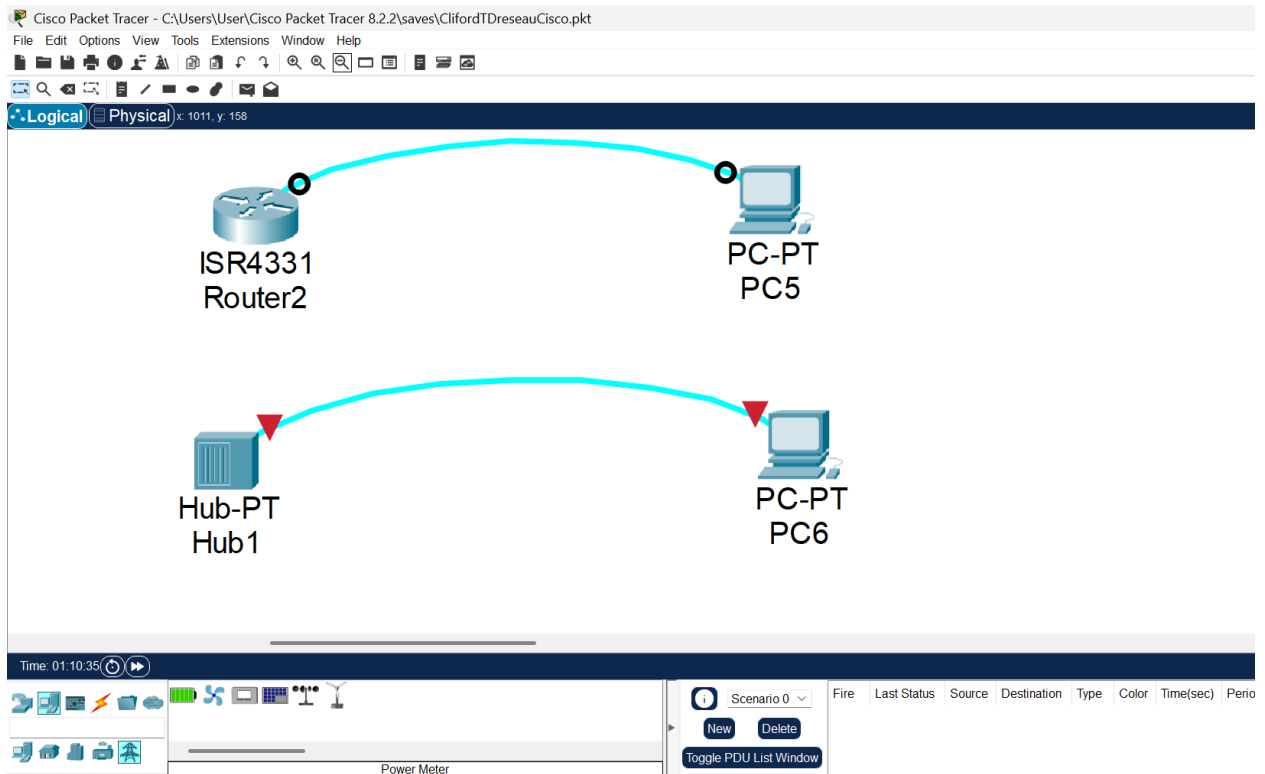 Cisco Packet Tracer - C:\Users\User\Cisco Packet Tracer 8.2.2\saves\ClifordTDreseauCisco.pkt
File Edit Options View Tools Extensions Window Help
Logical Physical x: 1011, y: 158
ISR4331
Router2
PC-PT
PC5
Hub-PT
Hub1
PC-PT
PC6
Time: 01:10:35
Scenario 0
New Delete
Toggle PDU List Window
Fire Last Status Source Destination Type Color Time(sec) Perio
Power Meter